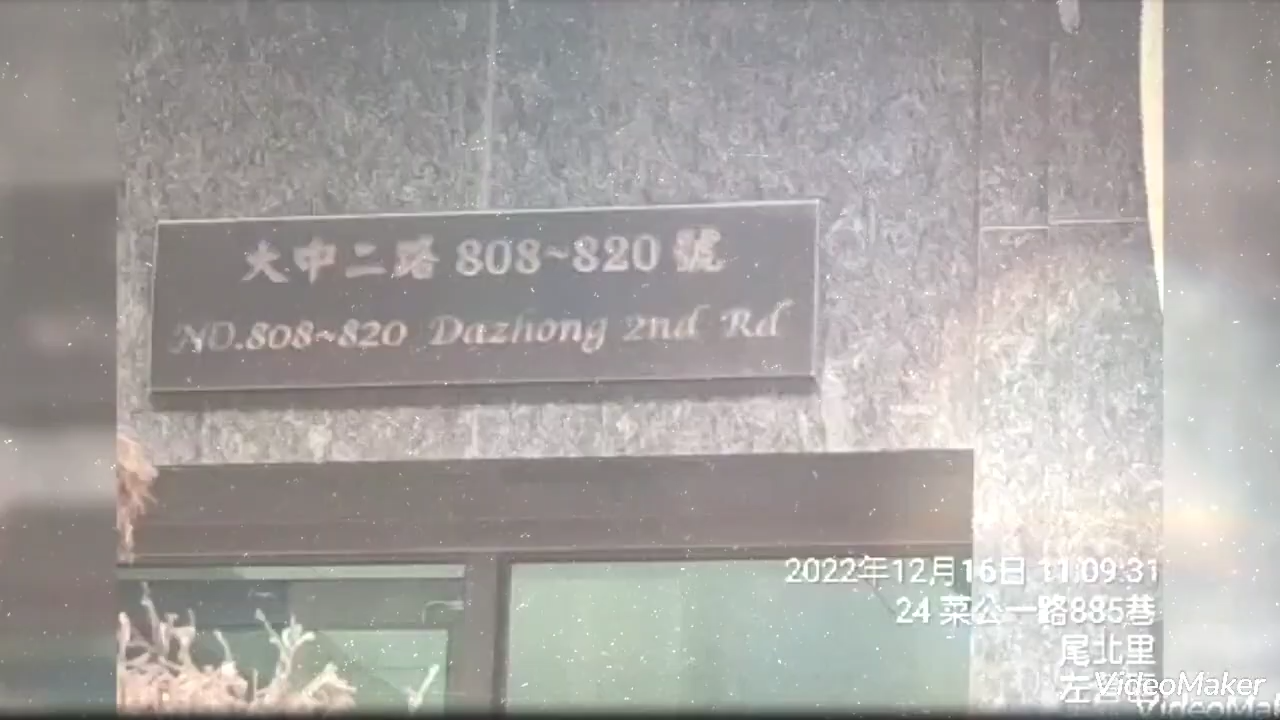 大中二路 808~820 號
NO.808~820 Dazhong 2nd Rd
2022年12月16日 11:09:31
24 菜公一路885巷
尾北里
左
VideoMaker
VideoMak